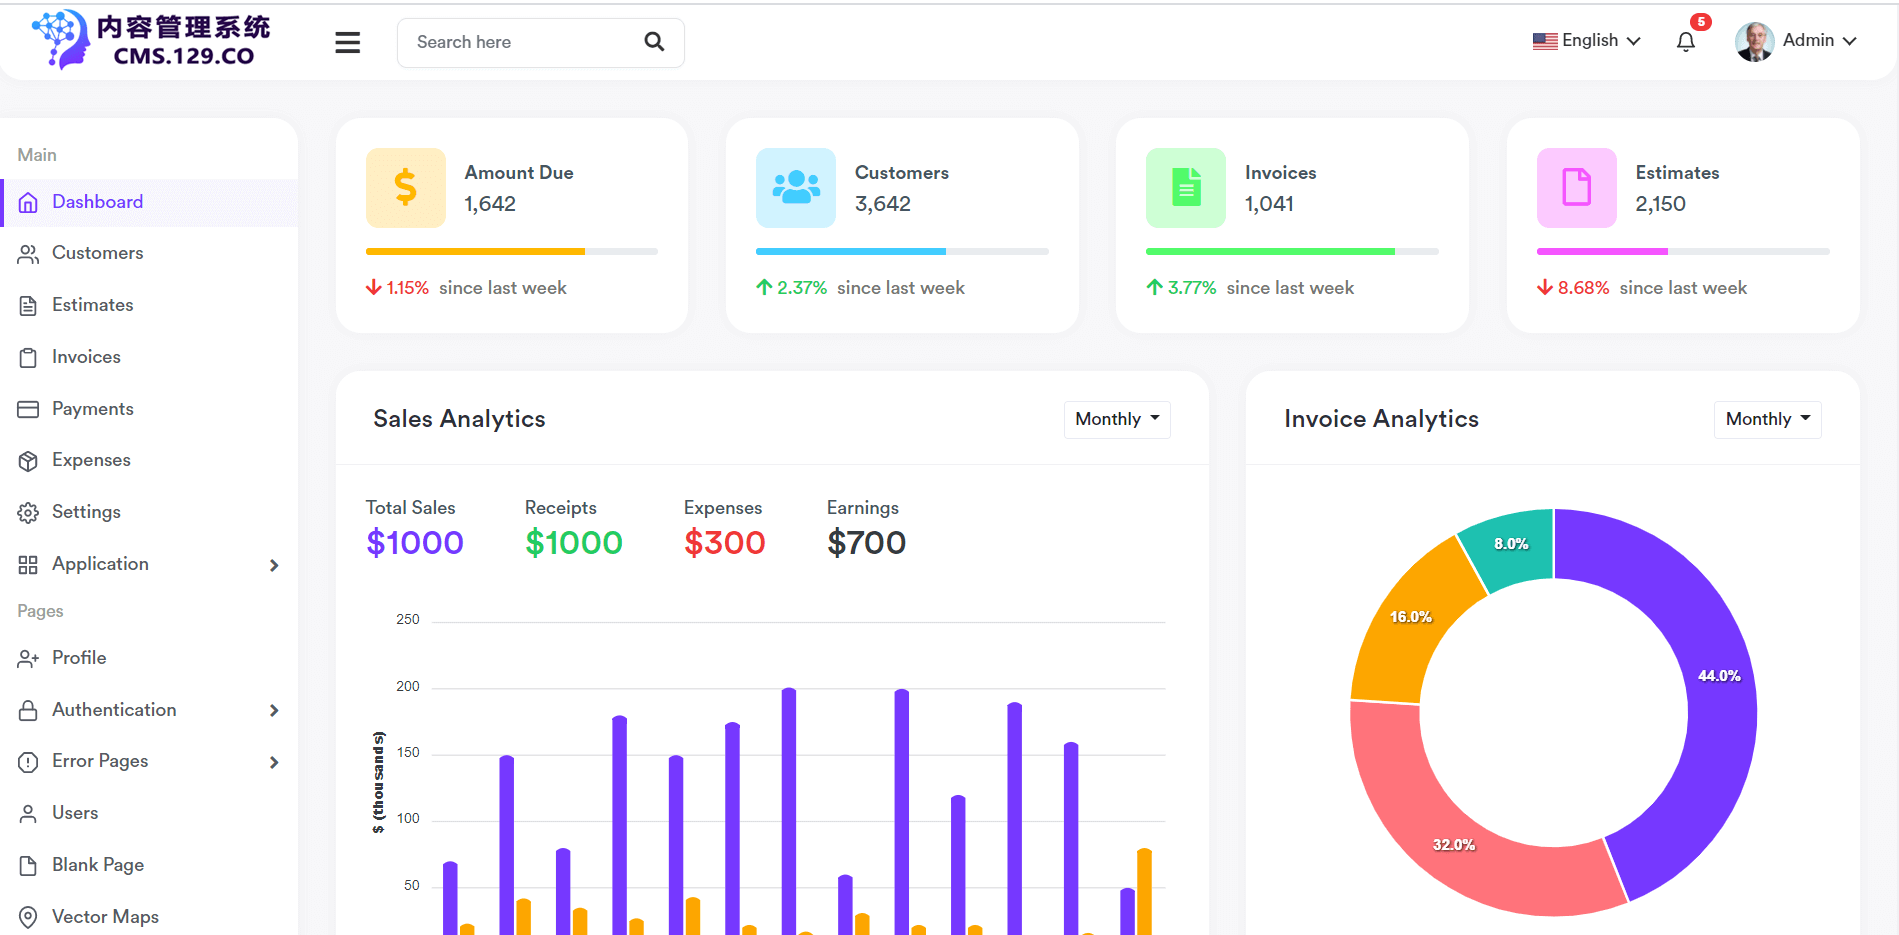 内容管理系统
CMS.129.CO
Search here
English
5
Admin
Main
Dashboard
Customers
Estimates
Invoices
Payments
Expenses
Settings
Application
Pages
Profile
Authentication
Error Pages
Users
Blank Page
Vector Maps
Amount Due
1,642
1.15% since last week
Customers
3,642
2.37% since last week
Invoices
1,041
3.77% since last week
Estimates
2,150
8.68% since last week
Sales Analytics
Monthly
Total Sales
$1000
Receipts
$1000
Expenses
$300
Earnings
$700
250
200
150
100
50
$ (thousands)
Invoice Analytics
Monthly
8.0%
16.0%
44.0%
32.0%